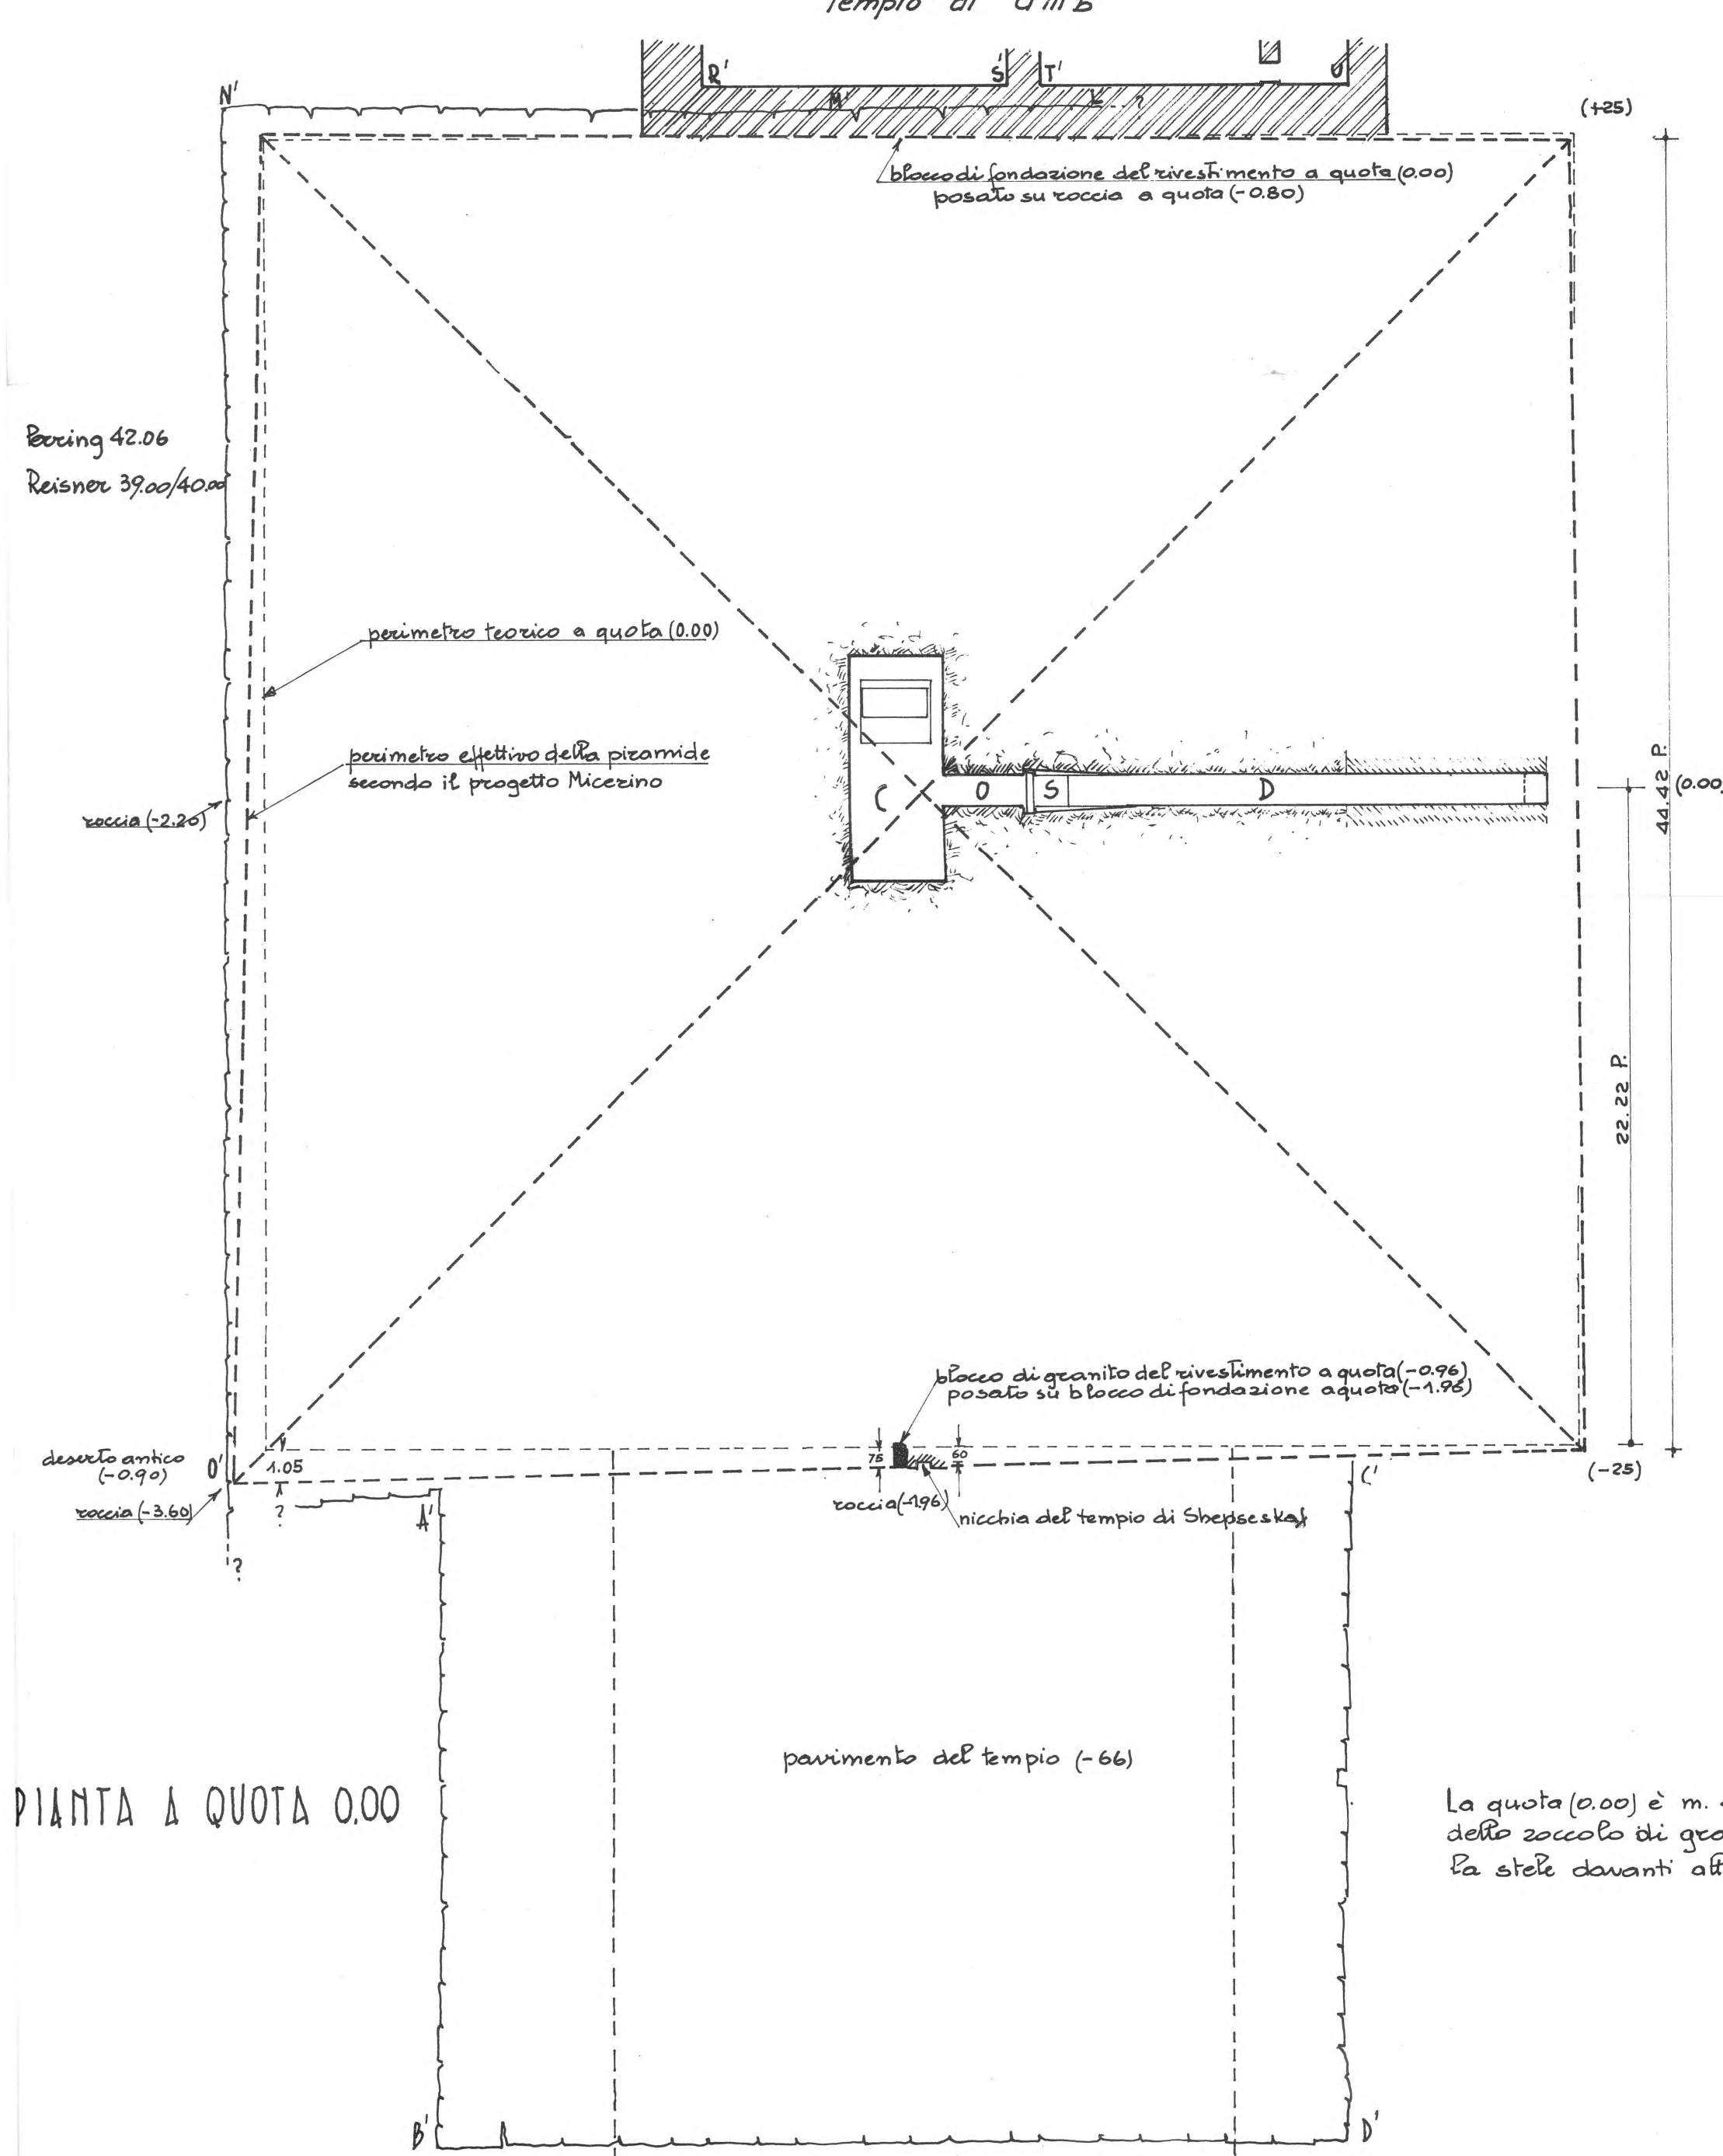 Tempio di GIIIb
N'
R'
S'
T'
U
M'
L
?
(+25)
blocco di fondazione del rivestimento a quota (0.00)
posato su roccia a quota (-0.80)
Perring 42.06
Reisner 39.00/40.00
perimetro teorico a quota (0.00)
perimetro effettivo della piramide
secondo il progetto Micerino
roccia (-2.20)
C
O
S
D
44.42 P.
(0.00)
22.22 P.
blocco di granito del rivestimento a quota (-0.96)
posato su blocco di fondazione a quota (-1.96)
deserto antico
(-0.90)
O'
1.05
75
60
C'
(-25)
roccia (-3.60)
?
A'
roccia (-1.96)
nicchia del tempio di Shepseskaf
?
pavimento del tempio (-66)
PIANTA A QUOTA 0.00
La quota (0.00) è m.
dello zoccolo di gra
la stele davanti al
B'
D'